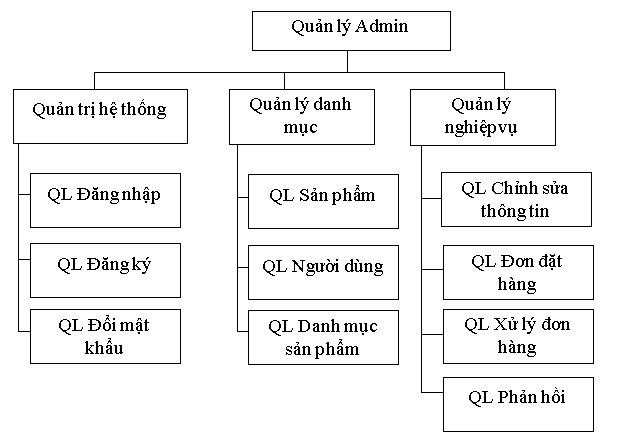 Quản lý Admin
Quản trị hệ thống
Quản lý danh
mục
Quản lý
nghiệp vụ
QL Đăng nhập
QL Đăng ký
QL Đổi mật
khẩu
QL Sản phẩm
QL Người dùng
QL Danh mục
sản phẩm
QL Chỉnh sửa
thông tin
QL Đơn đặt
hàng
QL Xử lý đơn
hàng
QL Phản hồi